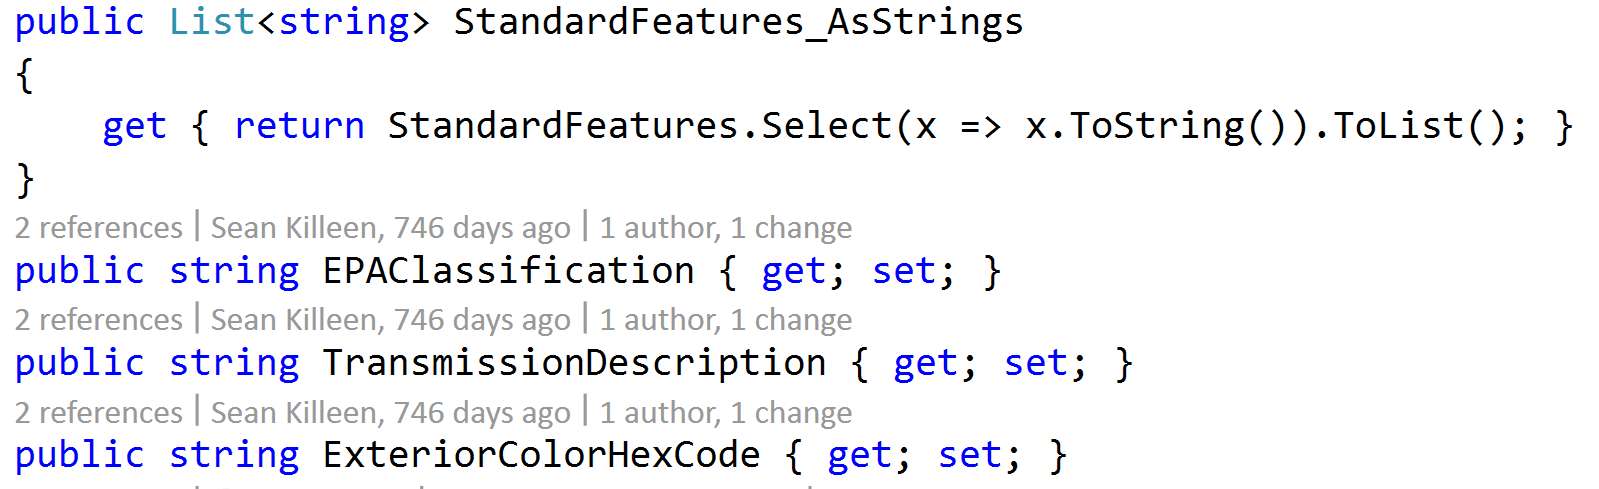 public List<string> StandardFeatures_AsStrings
{
    get { return StandardFeatures.Select(x => x.ToString()).ToList(); }
}
2 references | Sean Killeen, 746 days ago | 1 author, 1 change
public string EPAClassification { get; set; }
2 references | Sean Killeen, 746 days ago | 1 author, 1 change
public string TransmissionDescription { get; set; }
2 references | Sean Killeen, 746 days ago | 1 author, 1 change
public string ExteriorColorHexCode { get; set; }